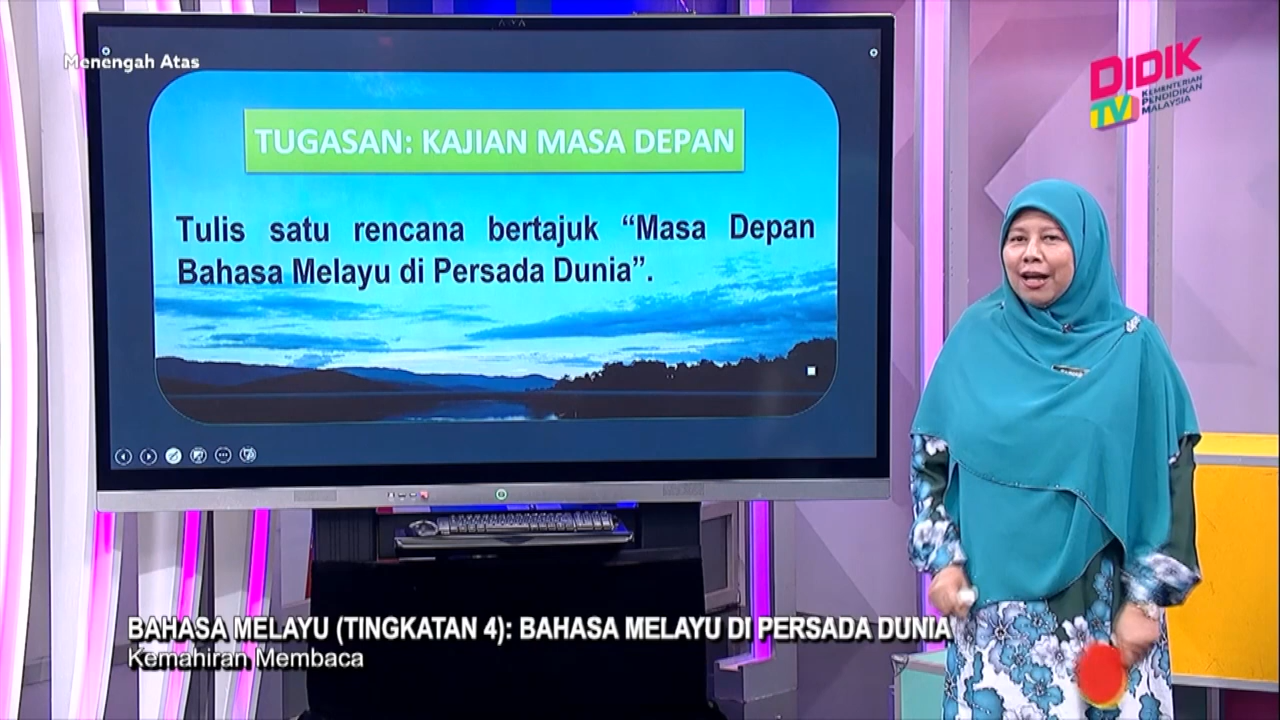 Menengah Atas
DIDIK
TV
KEMENTERIAN
PENDIDIKAN
MALAYSIA
TUGASAN: KAJIAN MASA DEPAN
Tulis satu rencana bertajuk “Masa Depan
Bahasa Melayu di Persada Dunia”.
BAHASA MELAYU (TINGKATAN 4): BAHASA MELAYU DI PERSADA DUNIA
Kemahiran Membaca